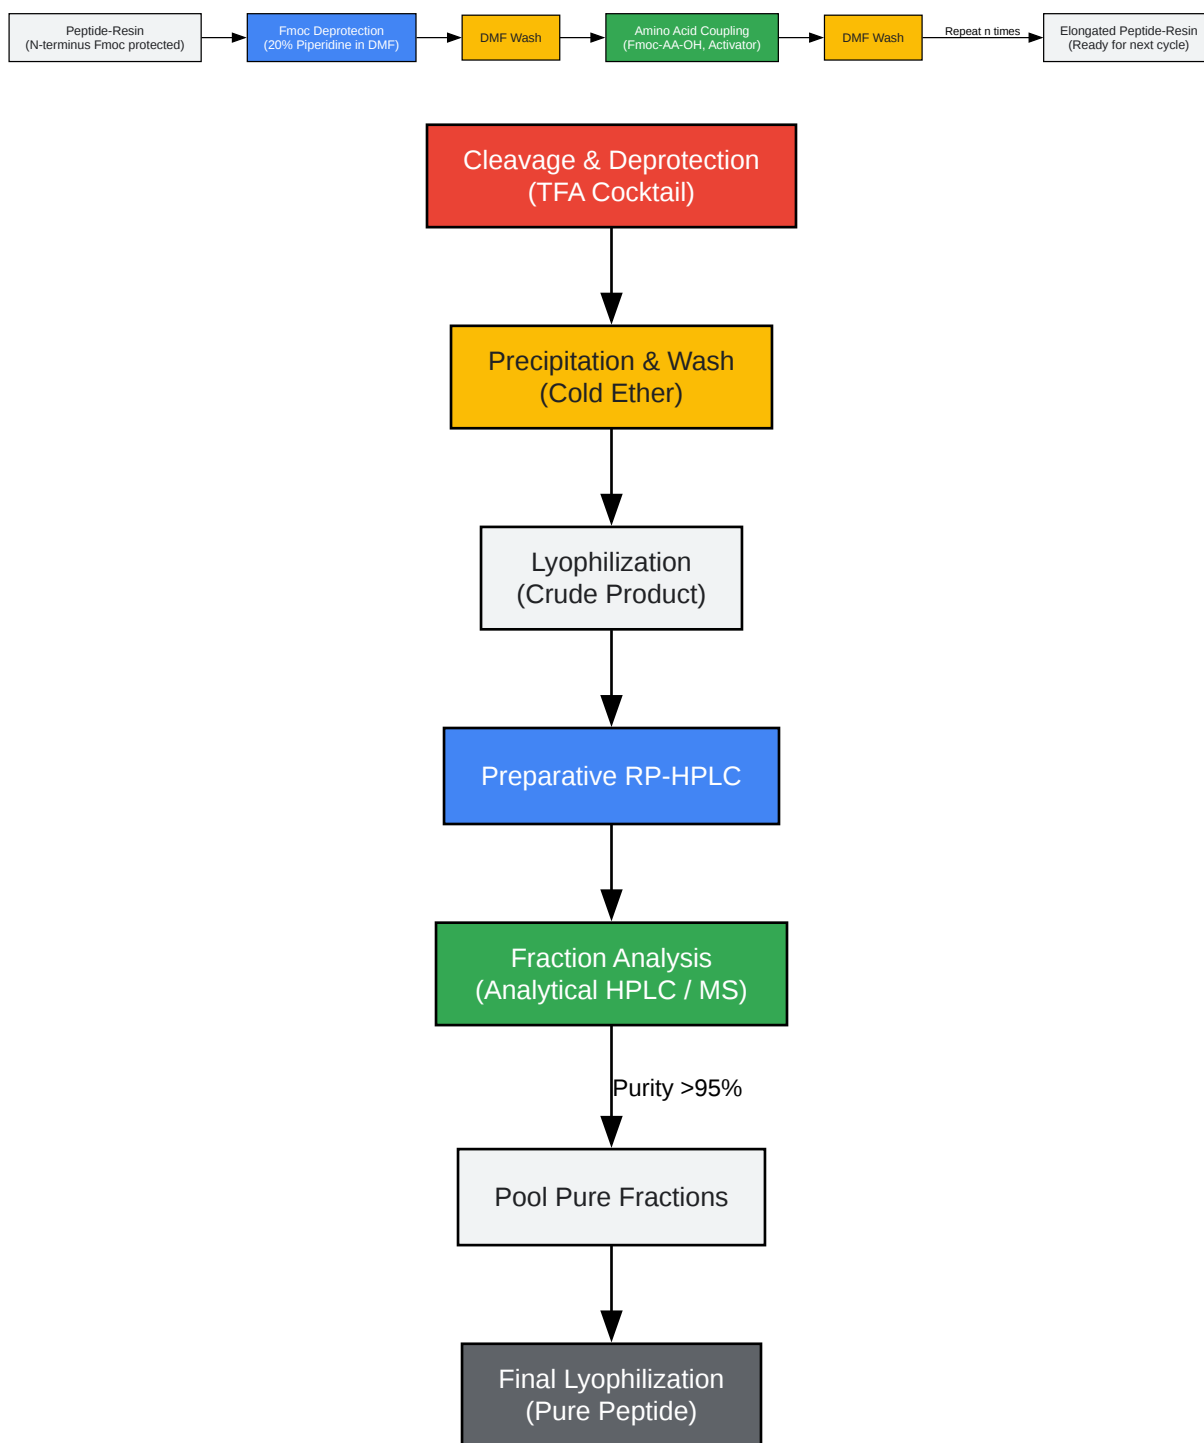 Peptide-Resin
(N-terminus Fmoc protected)
Fmoc Deprotection
(20% Piperidine in DMF)
DMF Wash
Amino Acid Coupling
(Fmoc-AA-OH, Activator)
DMF Wash
Repeat n times
Elongated Peptide-Resin
(Ready for next cycle)
Cleavage & Deprotection
(TFA Cocktail)
Precipitation & Wash
(Cold Ether)
Lyophilization
(Crude Product)
Preparative RP-HPLC
Fraction Analysis
(Analytical HPLC / MS)
Purity >95%
Pool Pure Fractions
Final Lyophilization
(Pure Peptide)